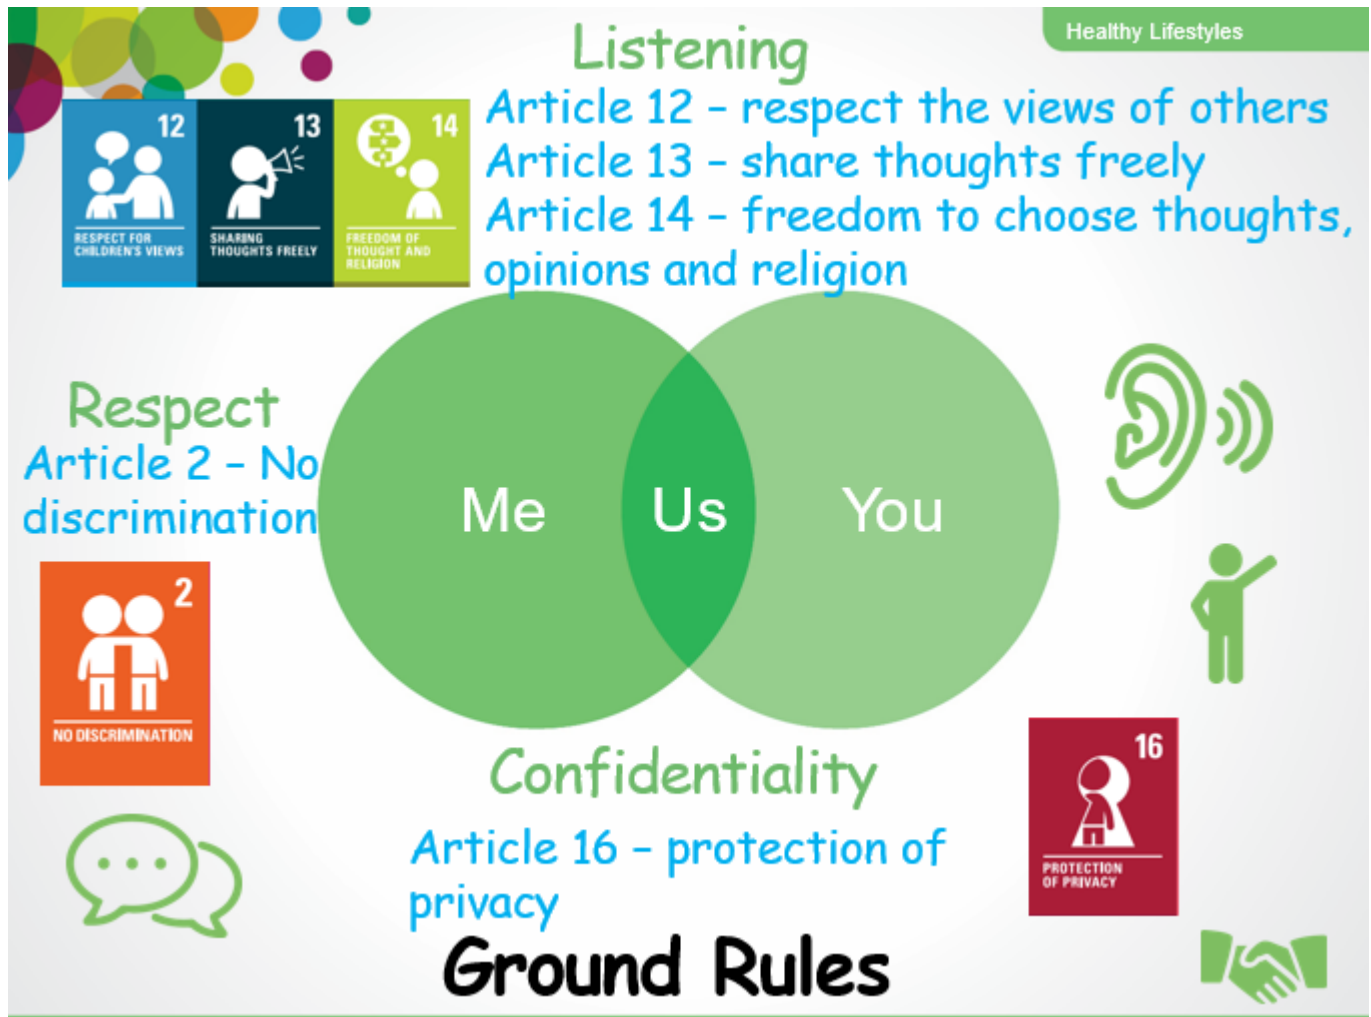 Healthy Lifestyles
Listening
Article 12 – respect the views of others
Article 13 – share thoughts freely
Article 14 – freedom to choose thoughts,
opinions and religion
12
RESPECT FOR
CHILDREN'S VIEWS
13
SHARING
THOUGHTS FREELY
14
FREEDOM OF
THOUGHT AND
RELIGION
Respect
Article 2 – No
discrimination
2
NO DISCRIMINATION
Me
Us
You
Confidentiality
Article 16 – protection of
privacy
16
PROTECTION
OF PRIVACY
Ground Rules